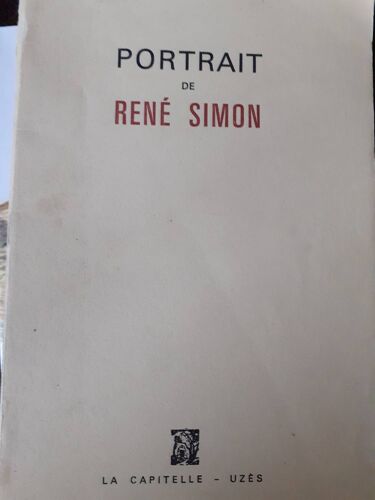 PORTRAIT
DE
RENÉ SIMON
LA CAPITELLE - UZÈS